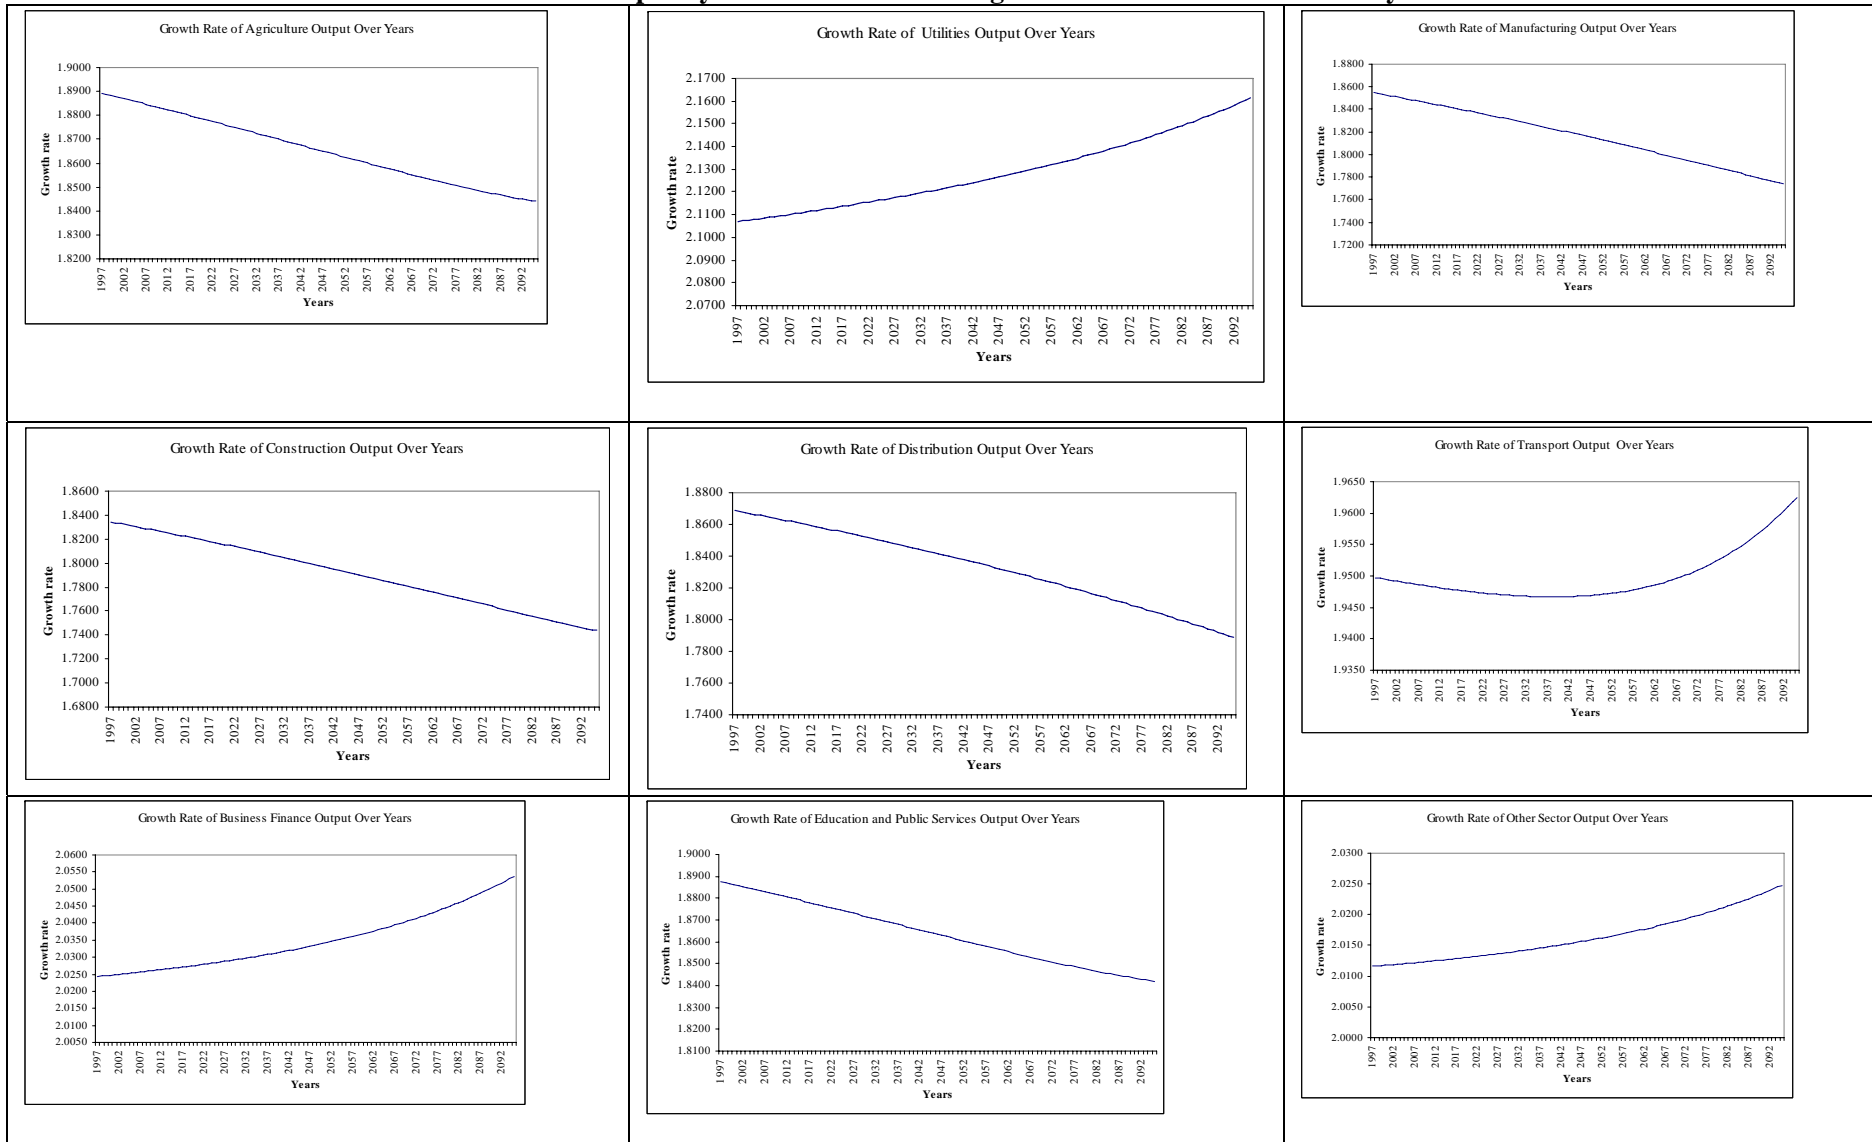 Growth Rate of Agriculture Output Over Years
1.9000
1.8900
1.8800
1.8700
1.8600
1.8500
1.8400
1.8300
1.8200
Growth rate
1997 2002 2007 2012 2017 2022 2027 2032 2037 2042 2047 2052 2057 2062 2067 2072 2077 2082 2087 2092
Years
Growth Rate of Utilities Output Over Years
2.1700
2.1600
2.1500
2.1400
2.1300
2.1200
2.1100
2.1000
2.0900
2.0800
2.0700
Growth rate
1997 2002 2007 2012 2017 2022 2027 2032 2037 2042 2047 2052 2057 2062 2067 2072 2077 2082 2087 2092
Years
Growth Rate of Manufacturing Output Over Years
1.8800
1.8600
1.8400
1.8200
1.8000
1.7800
1.7600
1.7400
1.7200
Growth rate
1997 2002 2007 2012 2017 2022 2027 2032 2037 2042 2047 2052 2057 2062 2067 2072 2077 2082 2087 2092
Years
Growth Rate of Construction Output Over Years
1.8600
1.8400
1.8200
1.8000
1.7800
1.7600
1.7400
1.7200
1.7000
1.6800
Growth rate
1997 2002 2007 2012 2017 2022 2027 2032 2037 2042 2047 2052 2057 2062 2067 2072 2077 2082 2087 2092
Years
Growth Rate of Distribution Output Over Years
1.8800
1.8600
1.8400
1.8200
1.8000
1.7800
1.7600
1.7400
Growth rate
1997 2002 2007 2012 2017 2022 2027 2032 2037 2042 2047 2052 2057 2062 2067 2072 2077 2082 2087 2092
Years
Growth Rate of Transport Output Over Years
1.9650
1.9600
1.9550
1.9500
1.9450
1.9400
1.9350
Growth rate
1997 2002 2007 2012 2017 2022 2027 2032 2037 2042 2047 2052 2057 2062 2067 2072 2077 2082 2087 2092
Years
Growth Rate of Business Finance Output Over Years
2.0600
2.0550
2.0500
2.0450
2.0400
2.0350
2.0300
2.0250
2.0200
2.0150
2.0100
2.0050
Growth rate
1997 2002 2007 2012 2017 2022 2027 2032 2037 2042 2047 2052 2057 2062 2067 2072 2077 2082 2087 2092
Years
Growth Rate of Education and Public Services Output Over Years
1.9000
1.8900
1.8800
1.8700
1.8600
1.8500
1.8400
1.8300
1.8200
1.8100
Growth rate
1997 2002 2007 2012 2017 2022 2027 2032 2037 2042 2047 2052 2057 2062 2067 2072 2077 2082 2087 2092
Years
Growth Rate of Other Sector Output Over Years
2.0300
2.0250
2.0200
2.0150
2.0100
2.0050
2.0000
Growth rate
1997 2002 2007 2012 2017 2022 2027 2032 2037 2042 2047 2052 2057 2062 2067 2072 2077 2082 2087 2092
Years